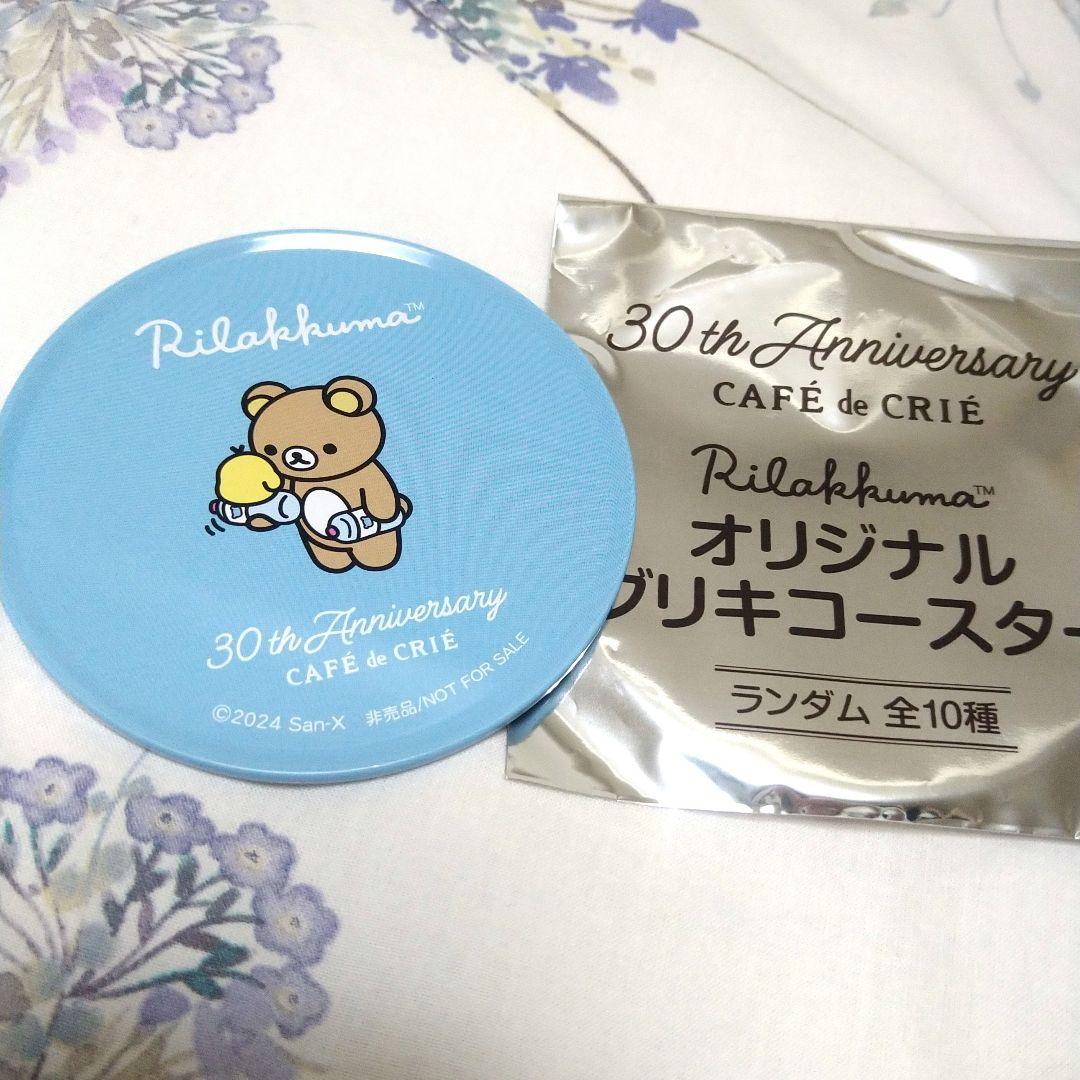 Rilakkuma™
30th Anniversary
CAFÉ de CRIÉ
©2024 San-X 非売品/NOT FOR SALE
30th Anniversary
CAFÉ de CRIÉ
Rilakkuma™
オリジナル
ブリキコースター
ランダム 全10種